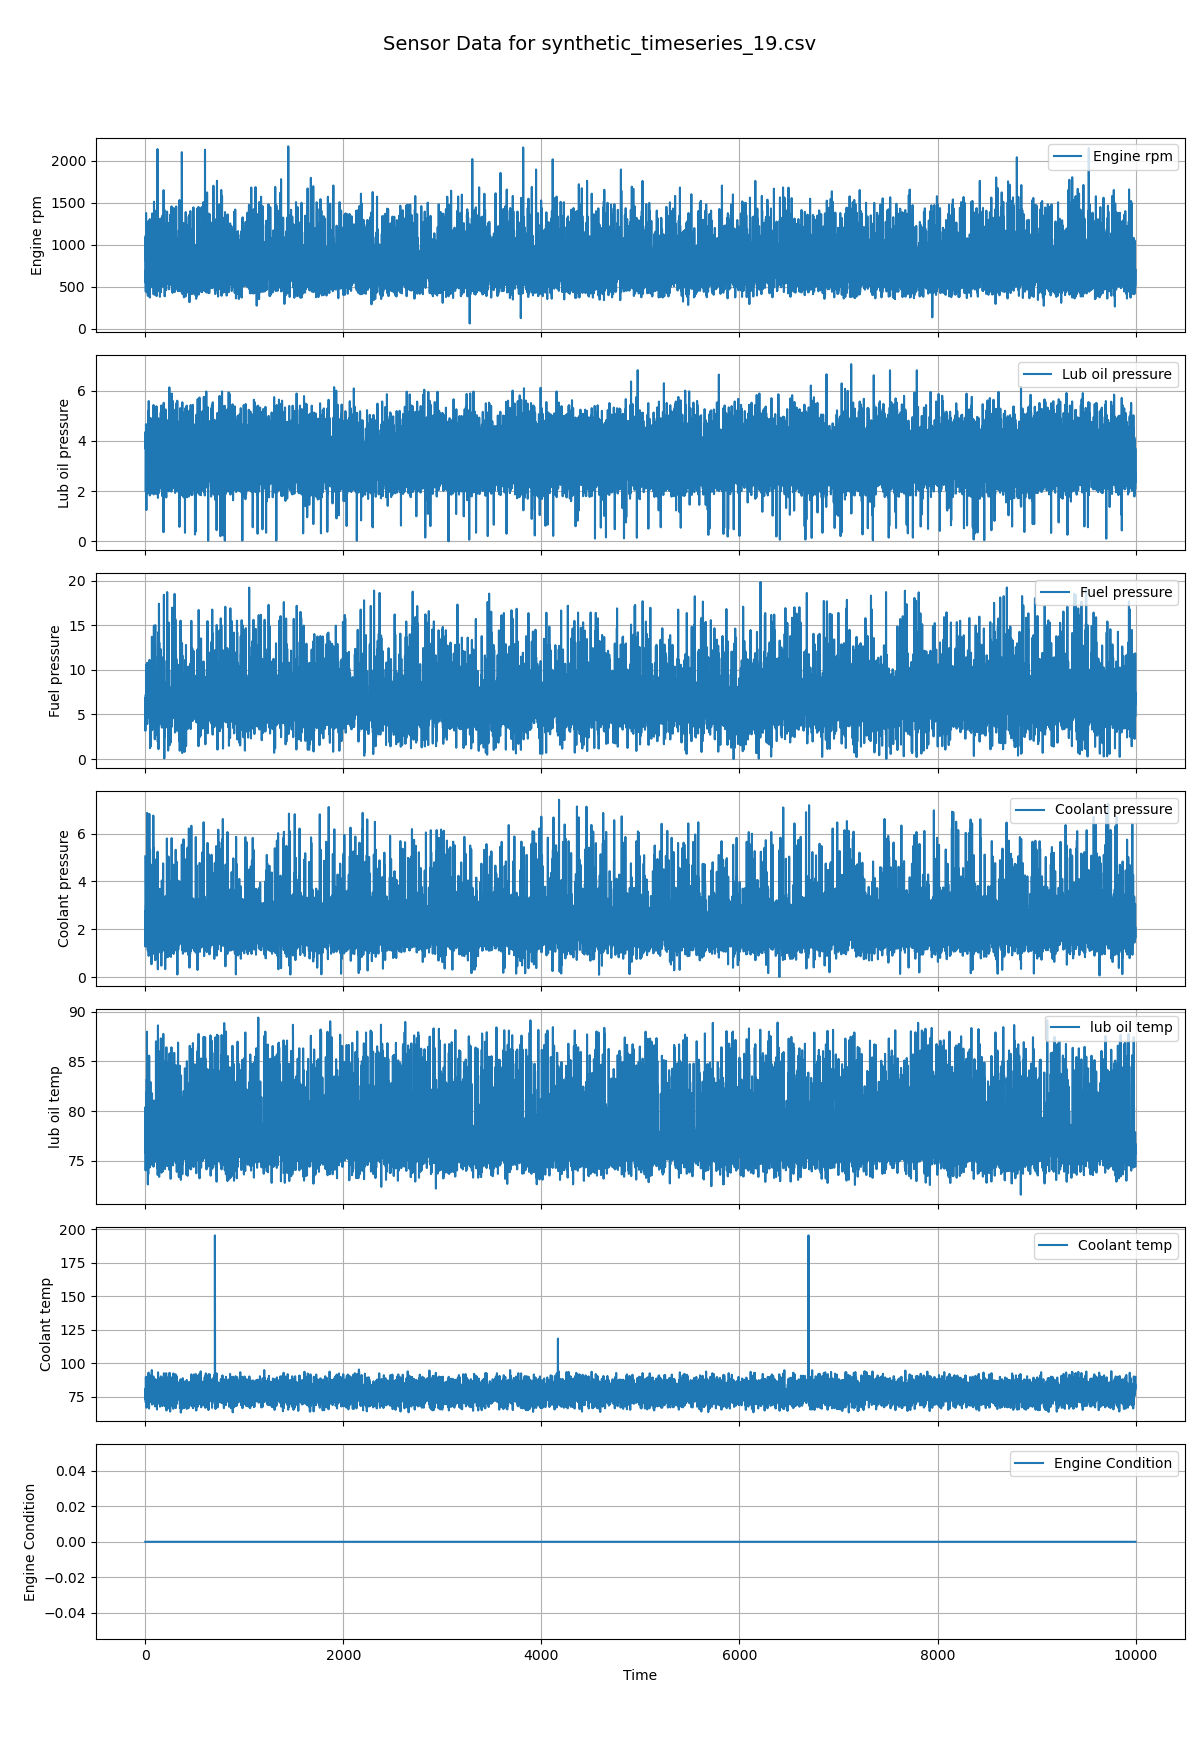 Sensor Data for synthetic_timeseries_19.csv
Engine rpm
2000
1500
1000
500
0
Engine rpm
Lub oil pressure
6
4
2
0
Lub oil pressure
Fuel pressure
20
15
10
5
0
Fuel pressure
Coolant pressure
6
4
2
0
Coolant pressure
lub oil temp
90
85
80
75
lub oil temp
Coolant temp
200
175
150
125
100
75
Coolant temp
Engine Condition
0.04
0.02
0.00
−0.02
−0.04
Engine Condition
0 2000 4000 6000 8000 10000
Time